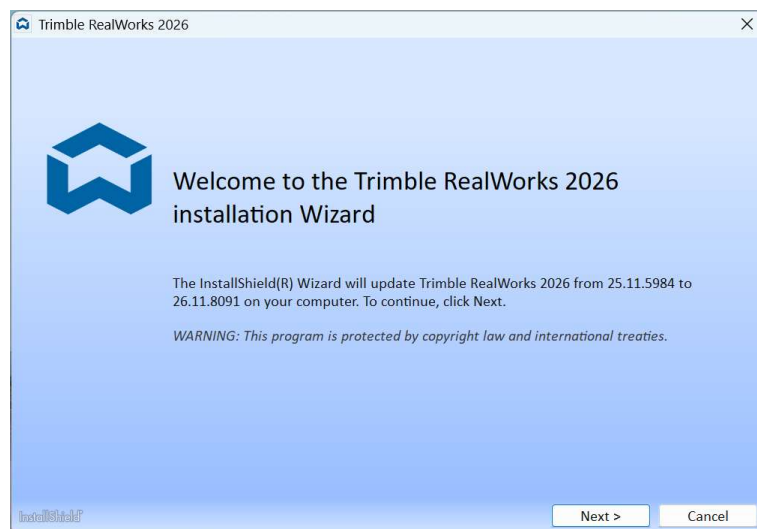 Trimble RealWorks 2026
Welcome to the Trimble RealWorks 2026
installation Wizard
The InstallShield(R) Wizard will update Trimble RealWorks 2026 from 25.11.5984 to
26.11.8091 on your computer. To continue, click Next.
WARNING: This program is protected by copyright law and international treaties.
InstallShield
Next >
Cancel